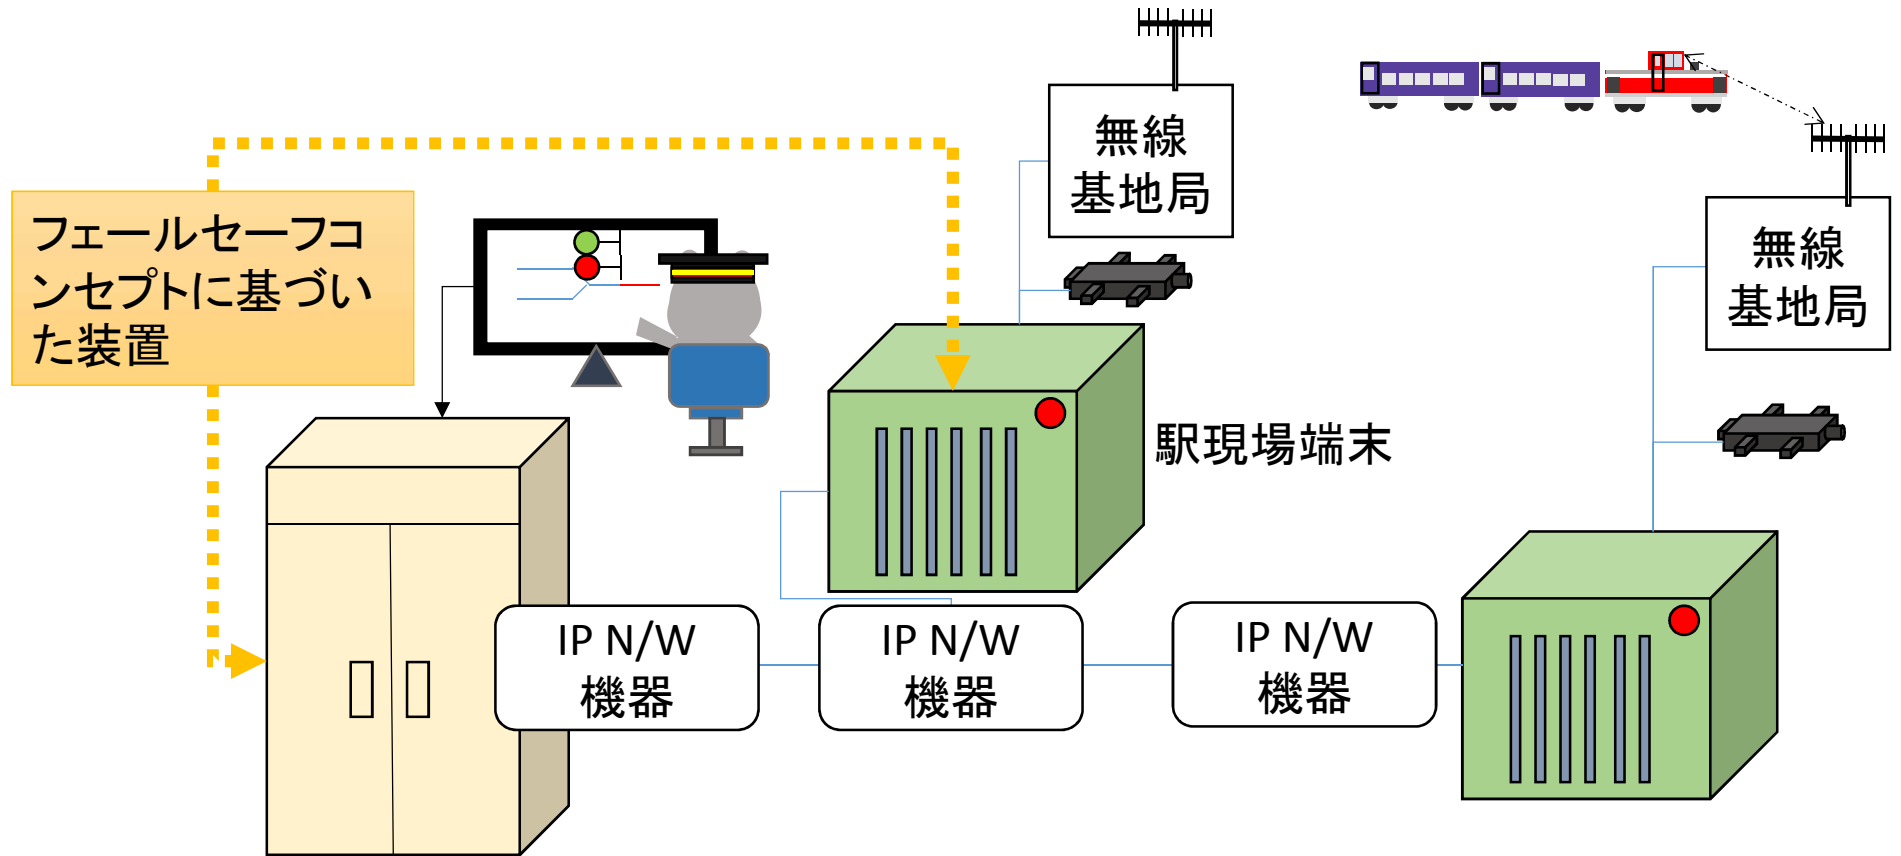 無線
基地局
フェールセーフコ
ンセプトに基づい
た装置
無線
基地局
駅現場端末
IP N/W
機器
IP N/W
機器
IP N/W
機器